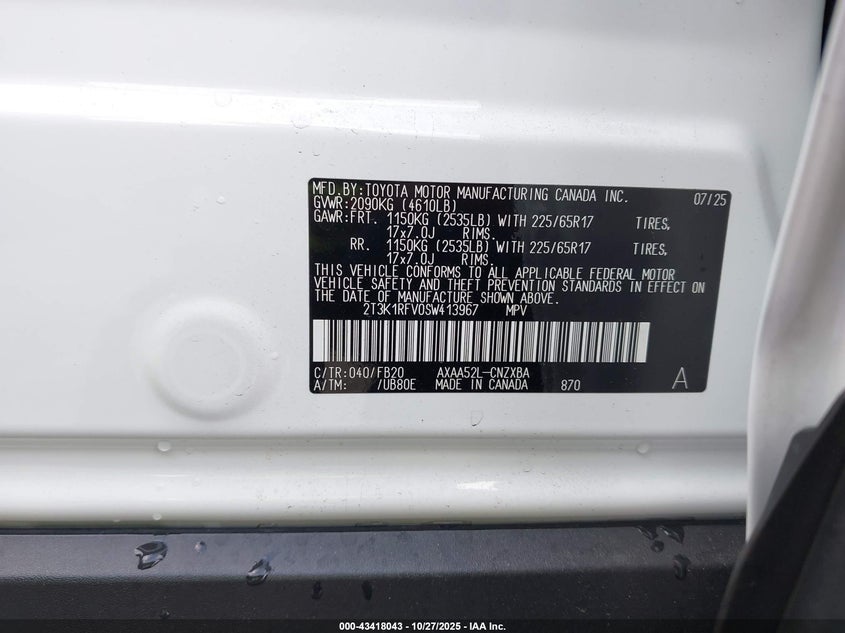 MFD.BY:TOYOTA MOTOR MANUFACTURING CANADA INC. 07/25
GVWR:2090KG (4610LB)
GAWR:FRT. 1150KG (2535LB) WITH 225/65R17 TIRES,
17x7.0J RIMS.
RR. 1150KG (2535LB) WITH 225/65R17 TIRES,
17x7.0J RIMS.
THIS VEHICLE CONFORMS TO ALL APPLICABLE FEDERAL MOTOR
VEHICLE SAFETY AND THEFT PREVENTION STANDARDS IN EFFECT ON
THE DATE OF MANUFACTURE SHOWN ABOVE.
2T3K1RFV0SW413967 MPV
C/TR:040/FB20 AXAA52L-CNZXBA
A/TM: /UB80E MADE IN CANADA 870 A
000-43418043 / 10/27/2025 - IAA Inc.